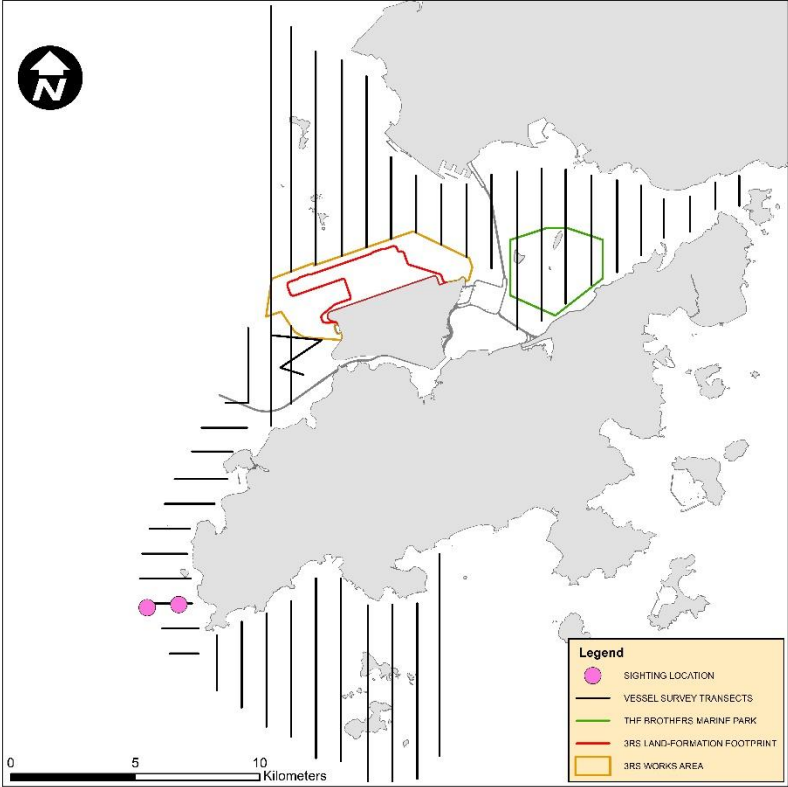 N
Legend
SIGHTING LOCATION
VESSEL SURVEY TRANSECTS
THE BROTHERS MARINE PARK
3RS LAND-FORMATION FOOTPRINT
3RS WORKS AREA
0 5 10
Kilometers